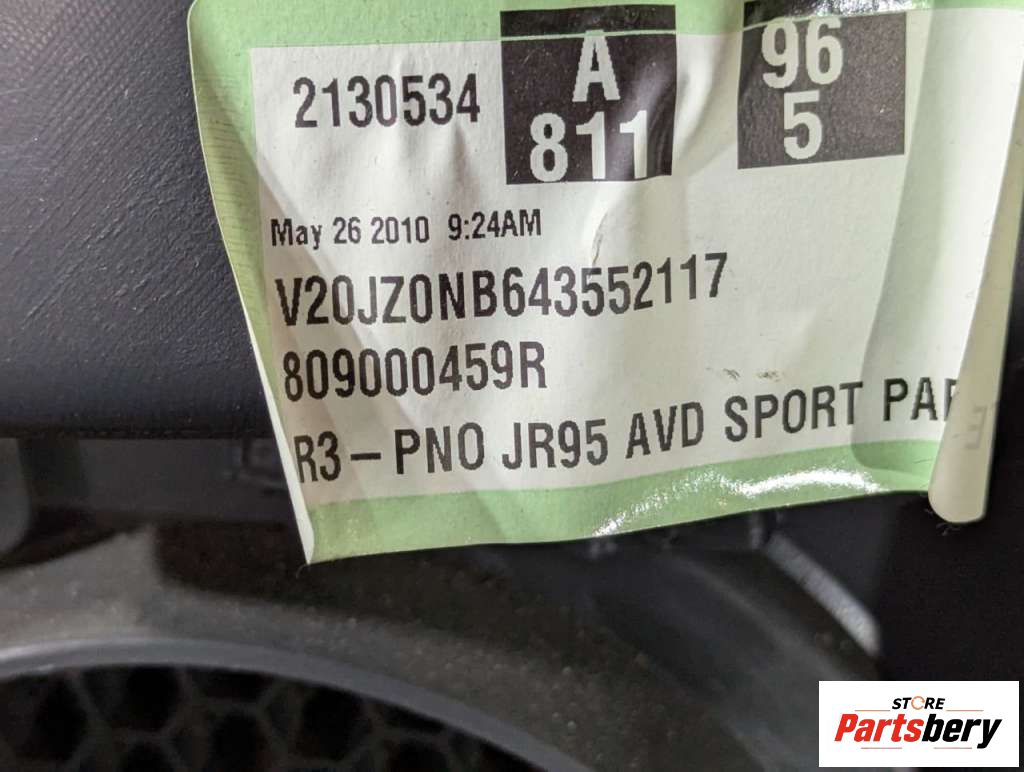 2130534
A
811
96
5
May 26 2010 9:24AM
V20JZ0NB643552117
809000459R
R3-PNO JR95 AVD SPORT
STORE
Partsbery